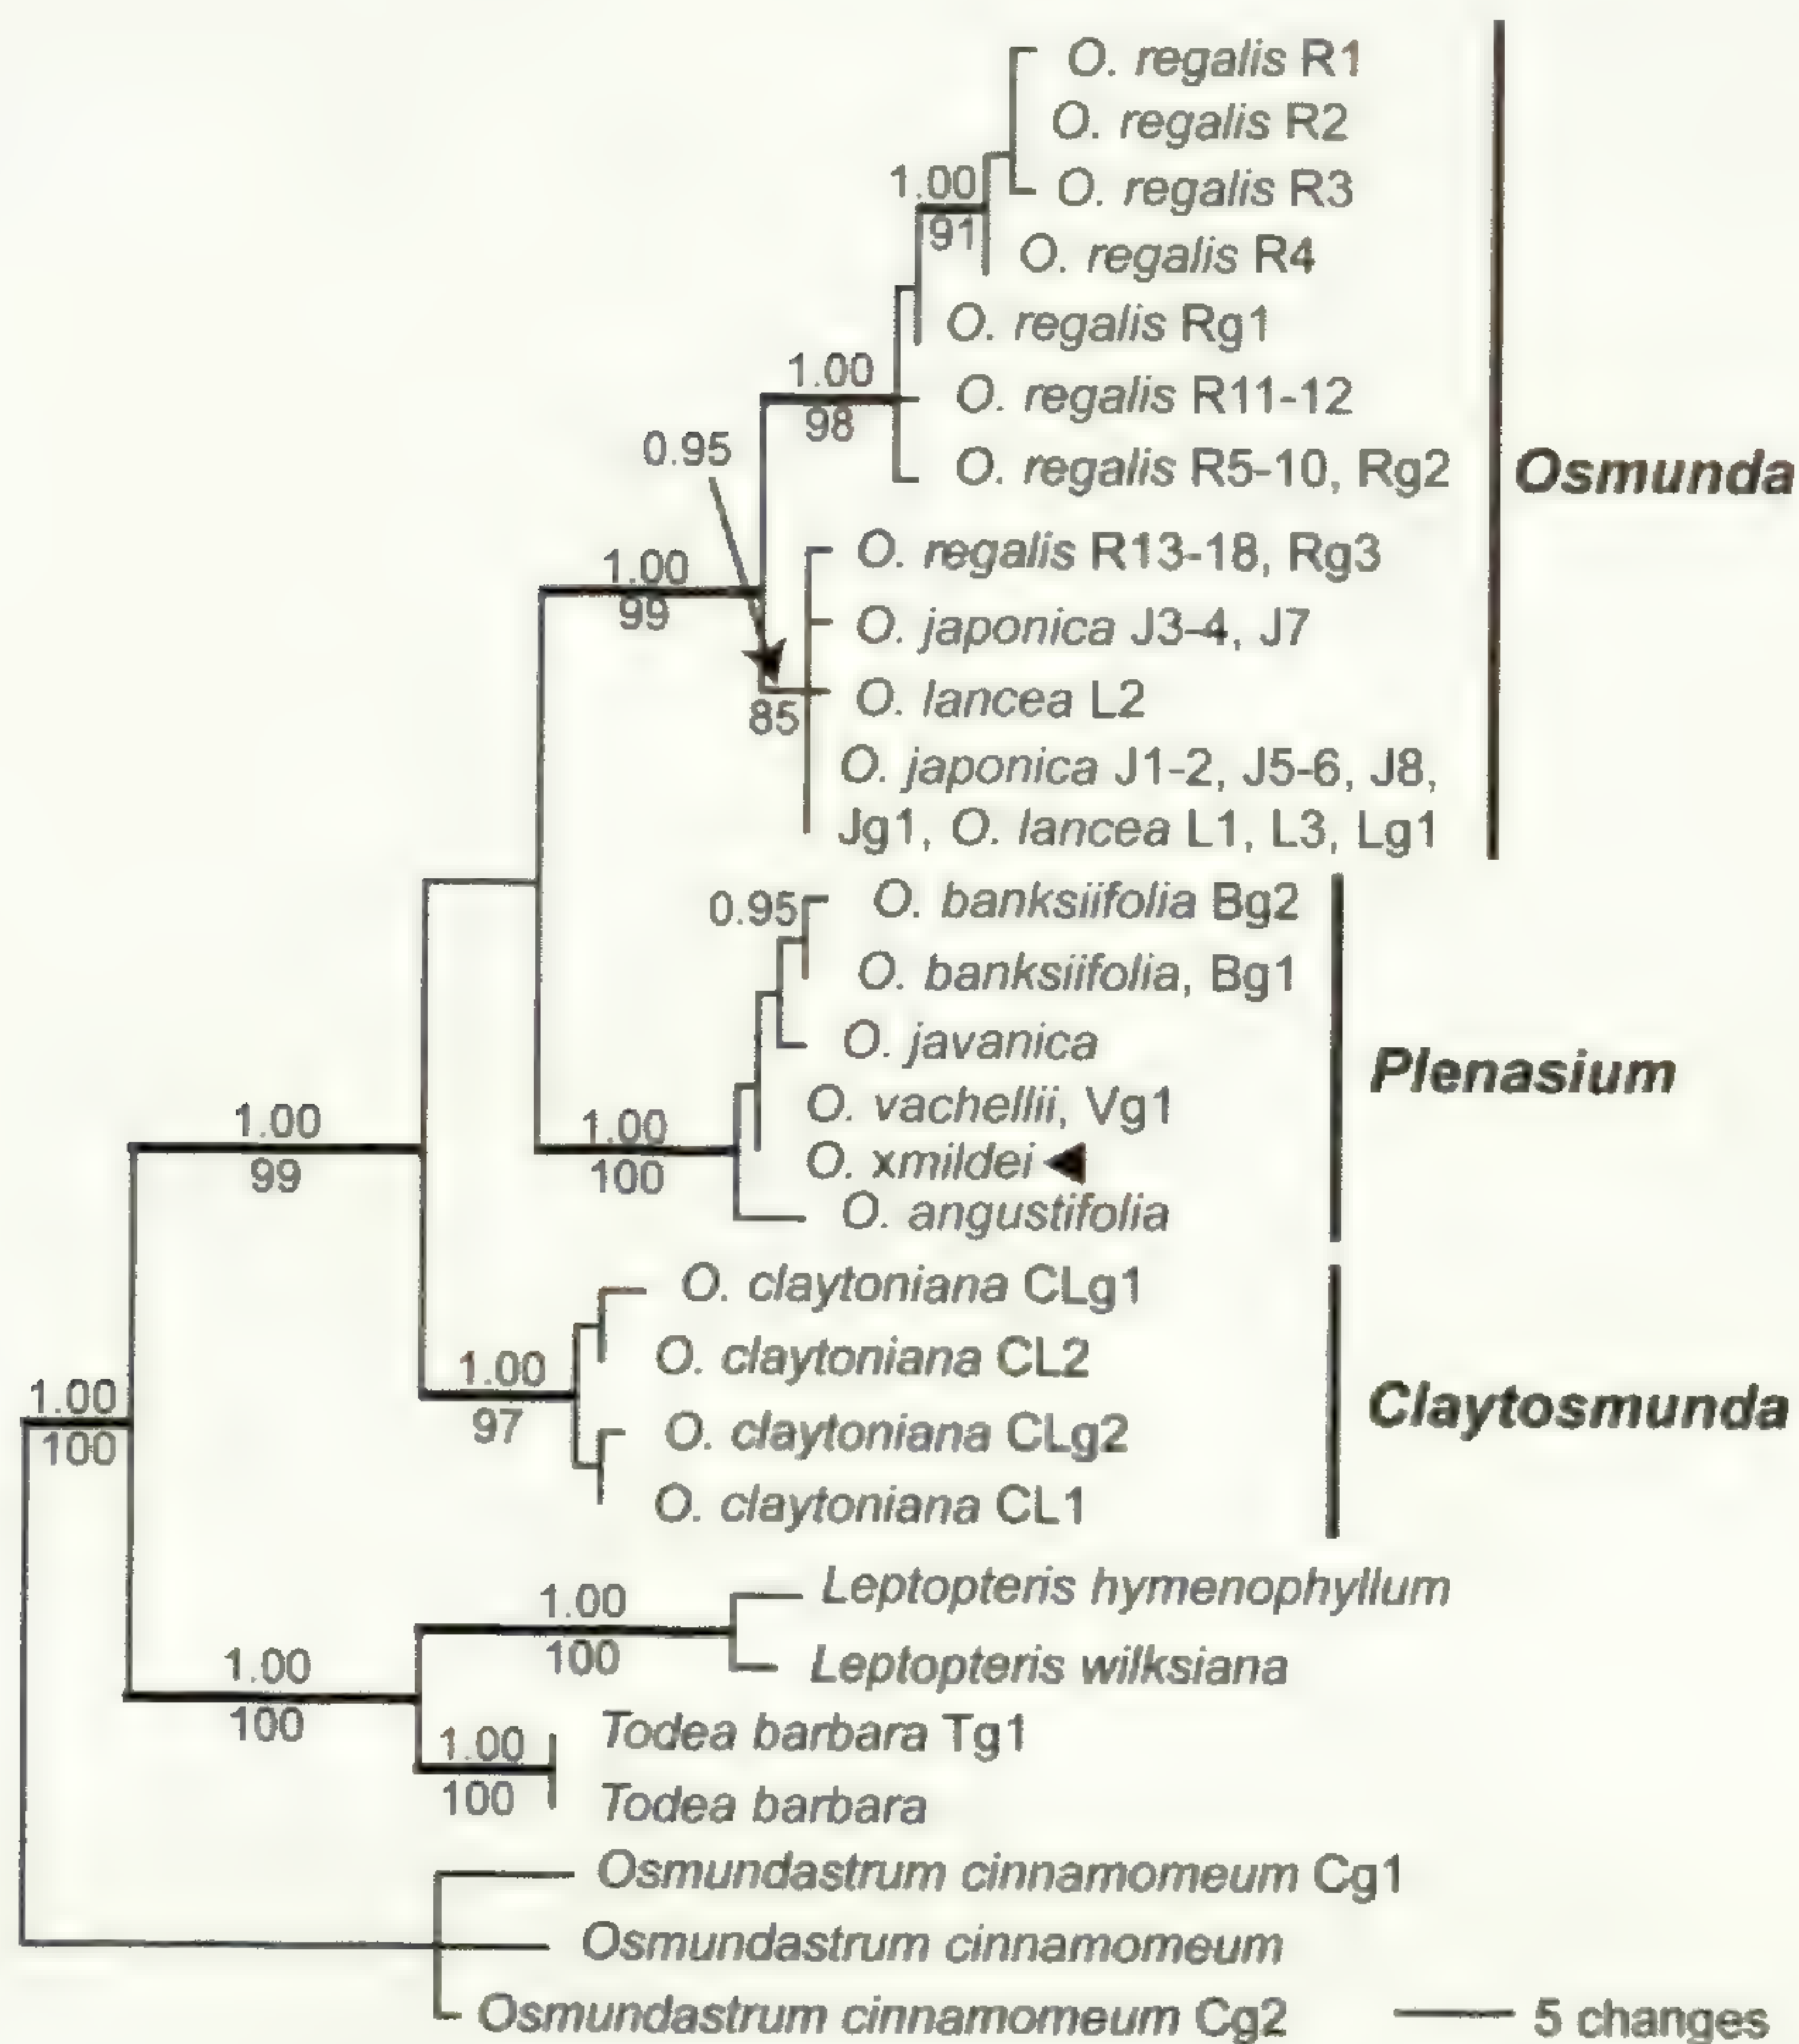 O. regalis R1
O. regalis R2
1.00
O. regalis R3
91
O. regalis R4
O. regalis Rg1
1.00
O. regalis R11-12
98
0.95
O. regalis R5-10, Rg2
Osmunda
O. regalis R13-18, Rg3
1.00
99
O. japonica J3-4, J7
O. lancea L2
85
O. japonica J1-2, J5-6, J8,
Jg1, O. lancea L1, L3, Lg1
0.95
O. banksiifolia Bg2
O. banksiifolia, Bg1
O. javanica
Plenasium
O. vachellii, Vg1
1.00
99
1.00
100
O. xmildei
O. angustifolia
O. claytoniana CLg1
O. claytoniana CL2
1.00
97
1.00
100
Claytosmunda
O. claytoniana CLg2
O. claytoniana CL1
Leptopteris hymenophyllum
1.00
100
Leptopteris wilksiana
1.00
100
Todea barbara Tg1
1.00
100
Todea barbara
Osmundastrum cinnamomeum Cg1
Osmundastrum cinnamomeum
Osmundastrum cinnamomeum Cg2
5 changes